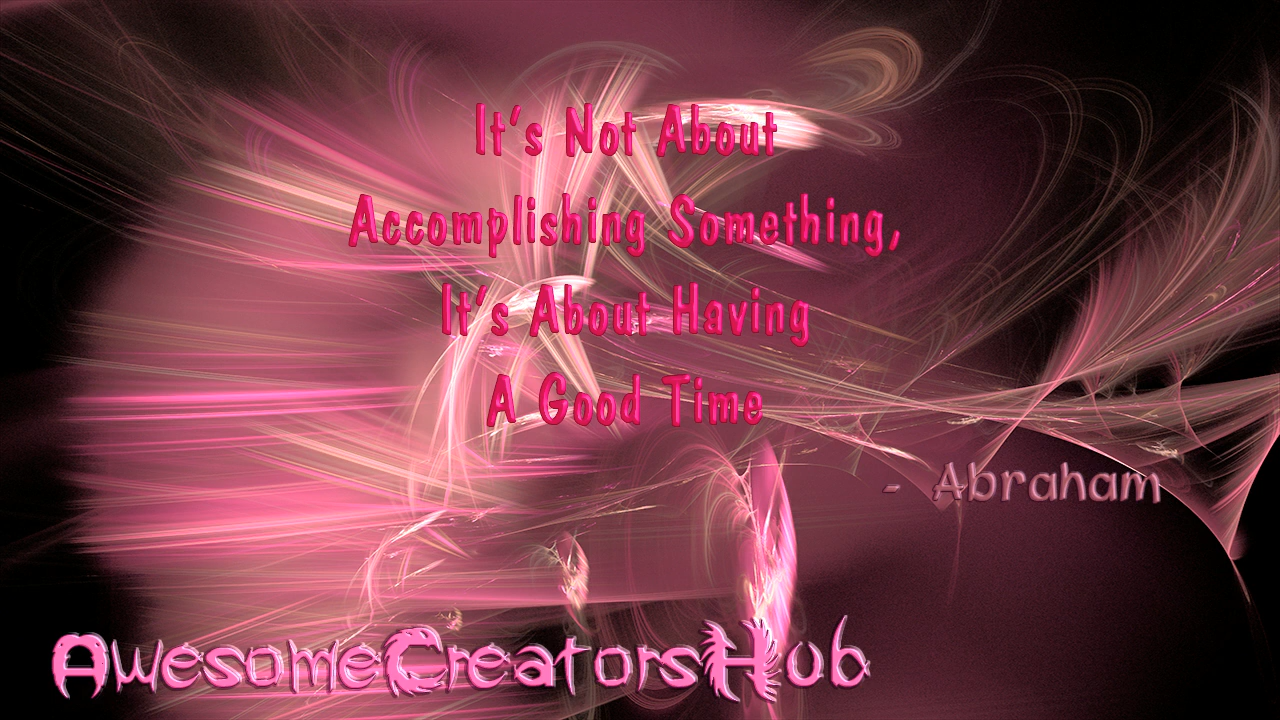 It's Not About
Accomplishing Something,
It's About Having
A Good Time
- Abraham
AwesomeCreatorsHub